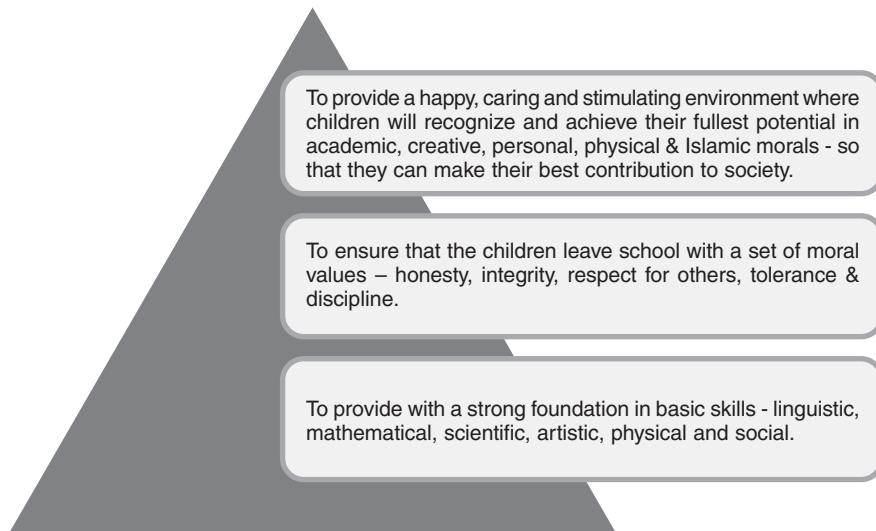 To provide a happy, caring and stimulating environment where
children will recognize and achieve their fullest potential in
academic, creative, personal, physical & Islamic morals - so
that they can make their best contribution to society.
To ensure that the children leave school with a set of moral
values – honesty, integrity, respect for others, tolerance &
discipline.
To provide with a strong foundation in basic skills - linguistic,
mathematical, scientific, artistic, physical and social.